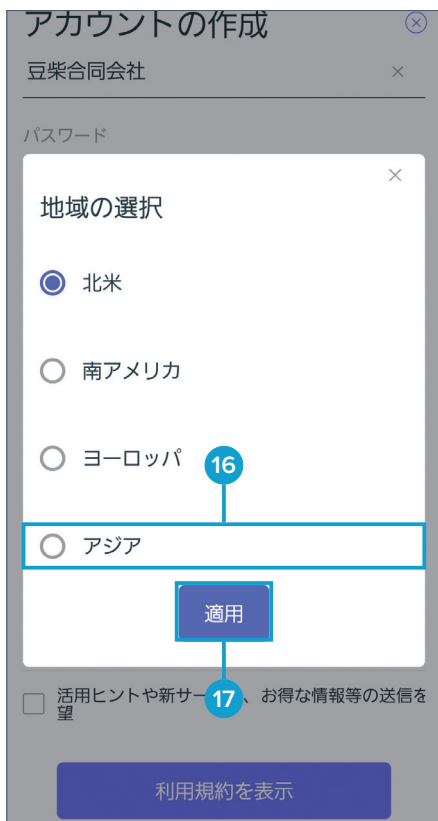 アカウントの作成
豆柴合同会社
パスワード
地域の選択
北米
南アメリカ
ヨーロッパ
16
アジア
適用
17
活用ヒントや新サー
、お得な情報等の送信を
望
利用規約を表示